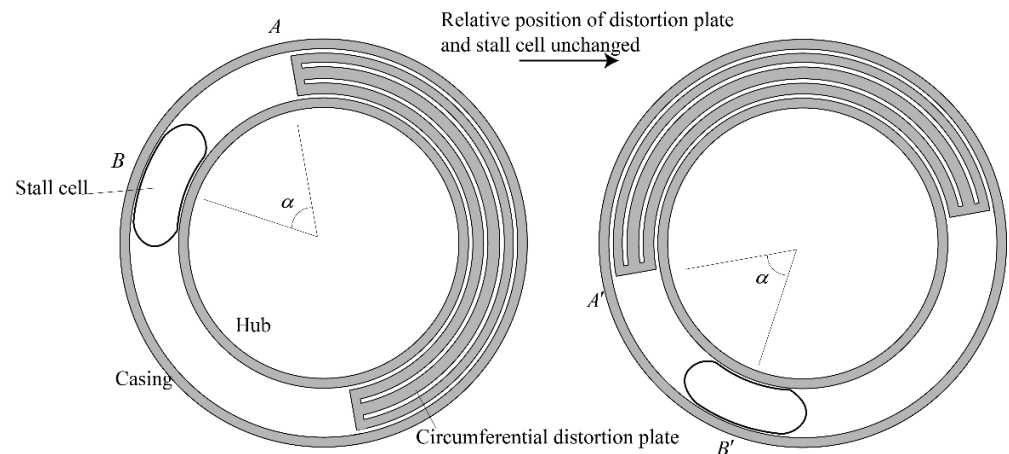 A
Relative position of distortion plate
and stall cell unchanged
B
Stall cell
α
Hub
Casing
Circumferential distortion plate
α
A′
B′